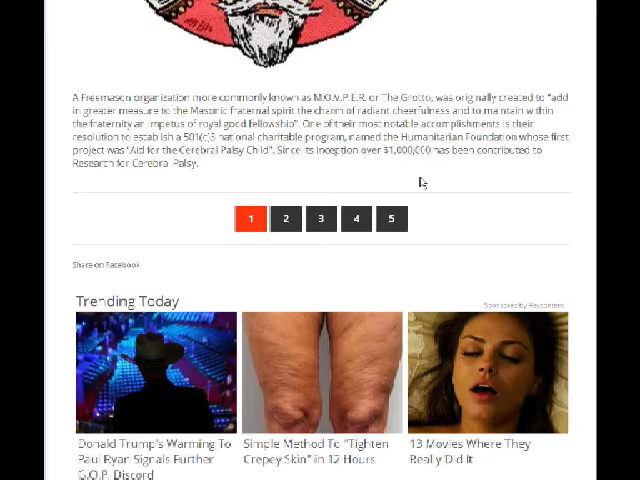 A Freemason organization more commonly known as M.O.V.P.E.R. or The Grotto, was originally created to "add
in greater measure to the Masonic fraternal spirit the charm of radiant cheerfulness and to maintain within
the fraternity an impetus of royal good fellowship". One of their most notable accomplishments is their
resolution to establish a 501(c)3 national charitable program, named the Humanitarian Foundation whose first
project was "Aid for the Cerebral Palsy Child". Since its inception over $1,000,000 has been contributed to
Research for Cerebral Palsy.
1 2 3 4 5
Share on Facebook
Trending Today
Sponsored by Revcontent
Donald Trump's Warming To
Paul Ryan Signals Further
G.O.P. Discord
Simple Method To "Tighten
Crepey Skin" in 12 Hours
13 Movies Where They
Really Did It